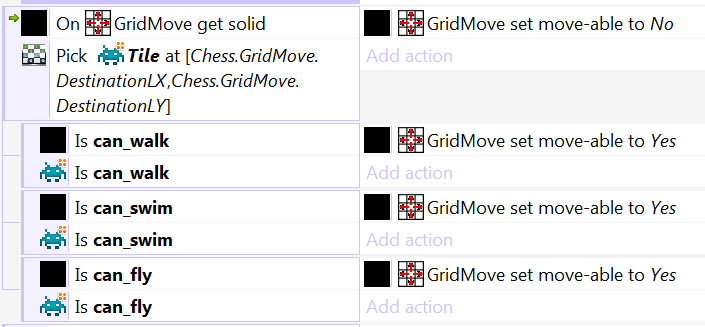 On GridMove get solid GridMove set move-able to No
Pick Tile at [Chess.GridMove. Add action
DestinationLX,Chess.GridMove.
DestinationLY]
Is can_walk GridMove set move-able to Yes
Is can_walk Add action
Is can_swim GridMove set move-able to Yes
Is can_swim Add action
Is can_fly GridMove set move-able to Yes
Is can_fly Add action